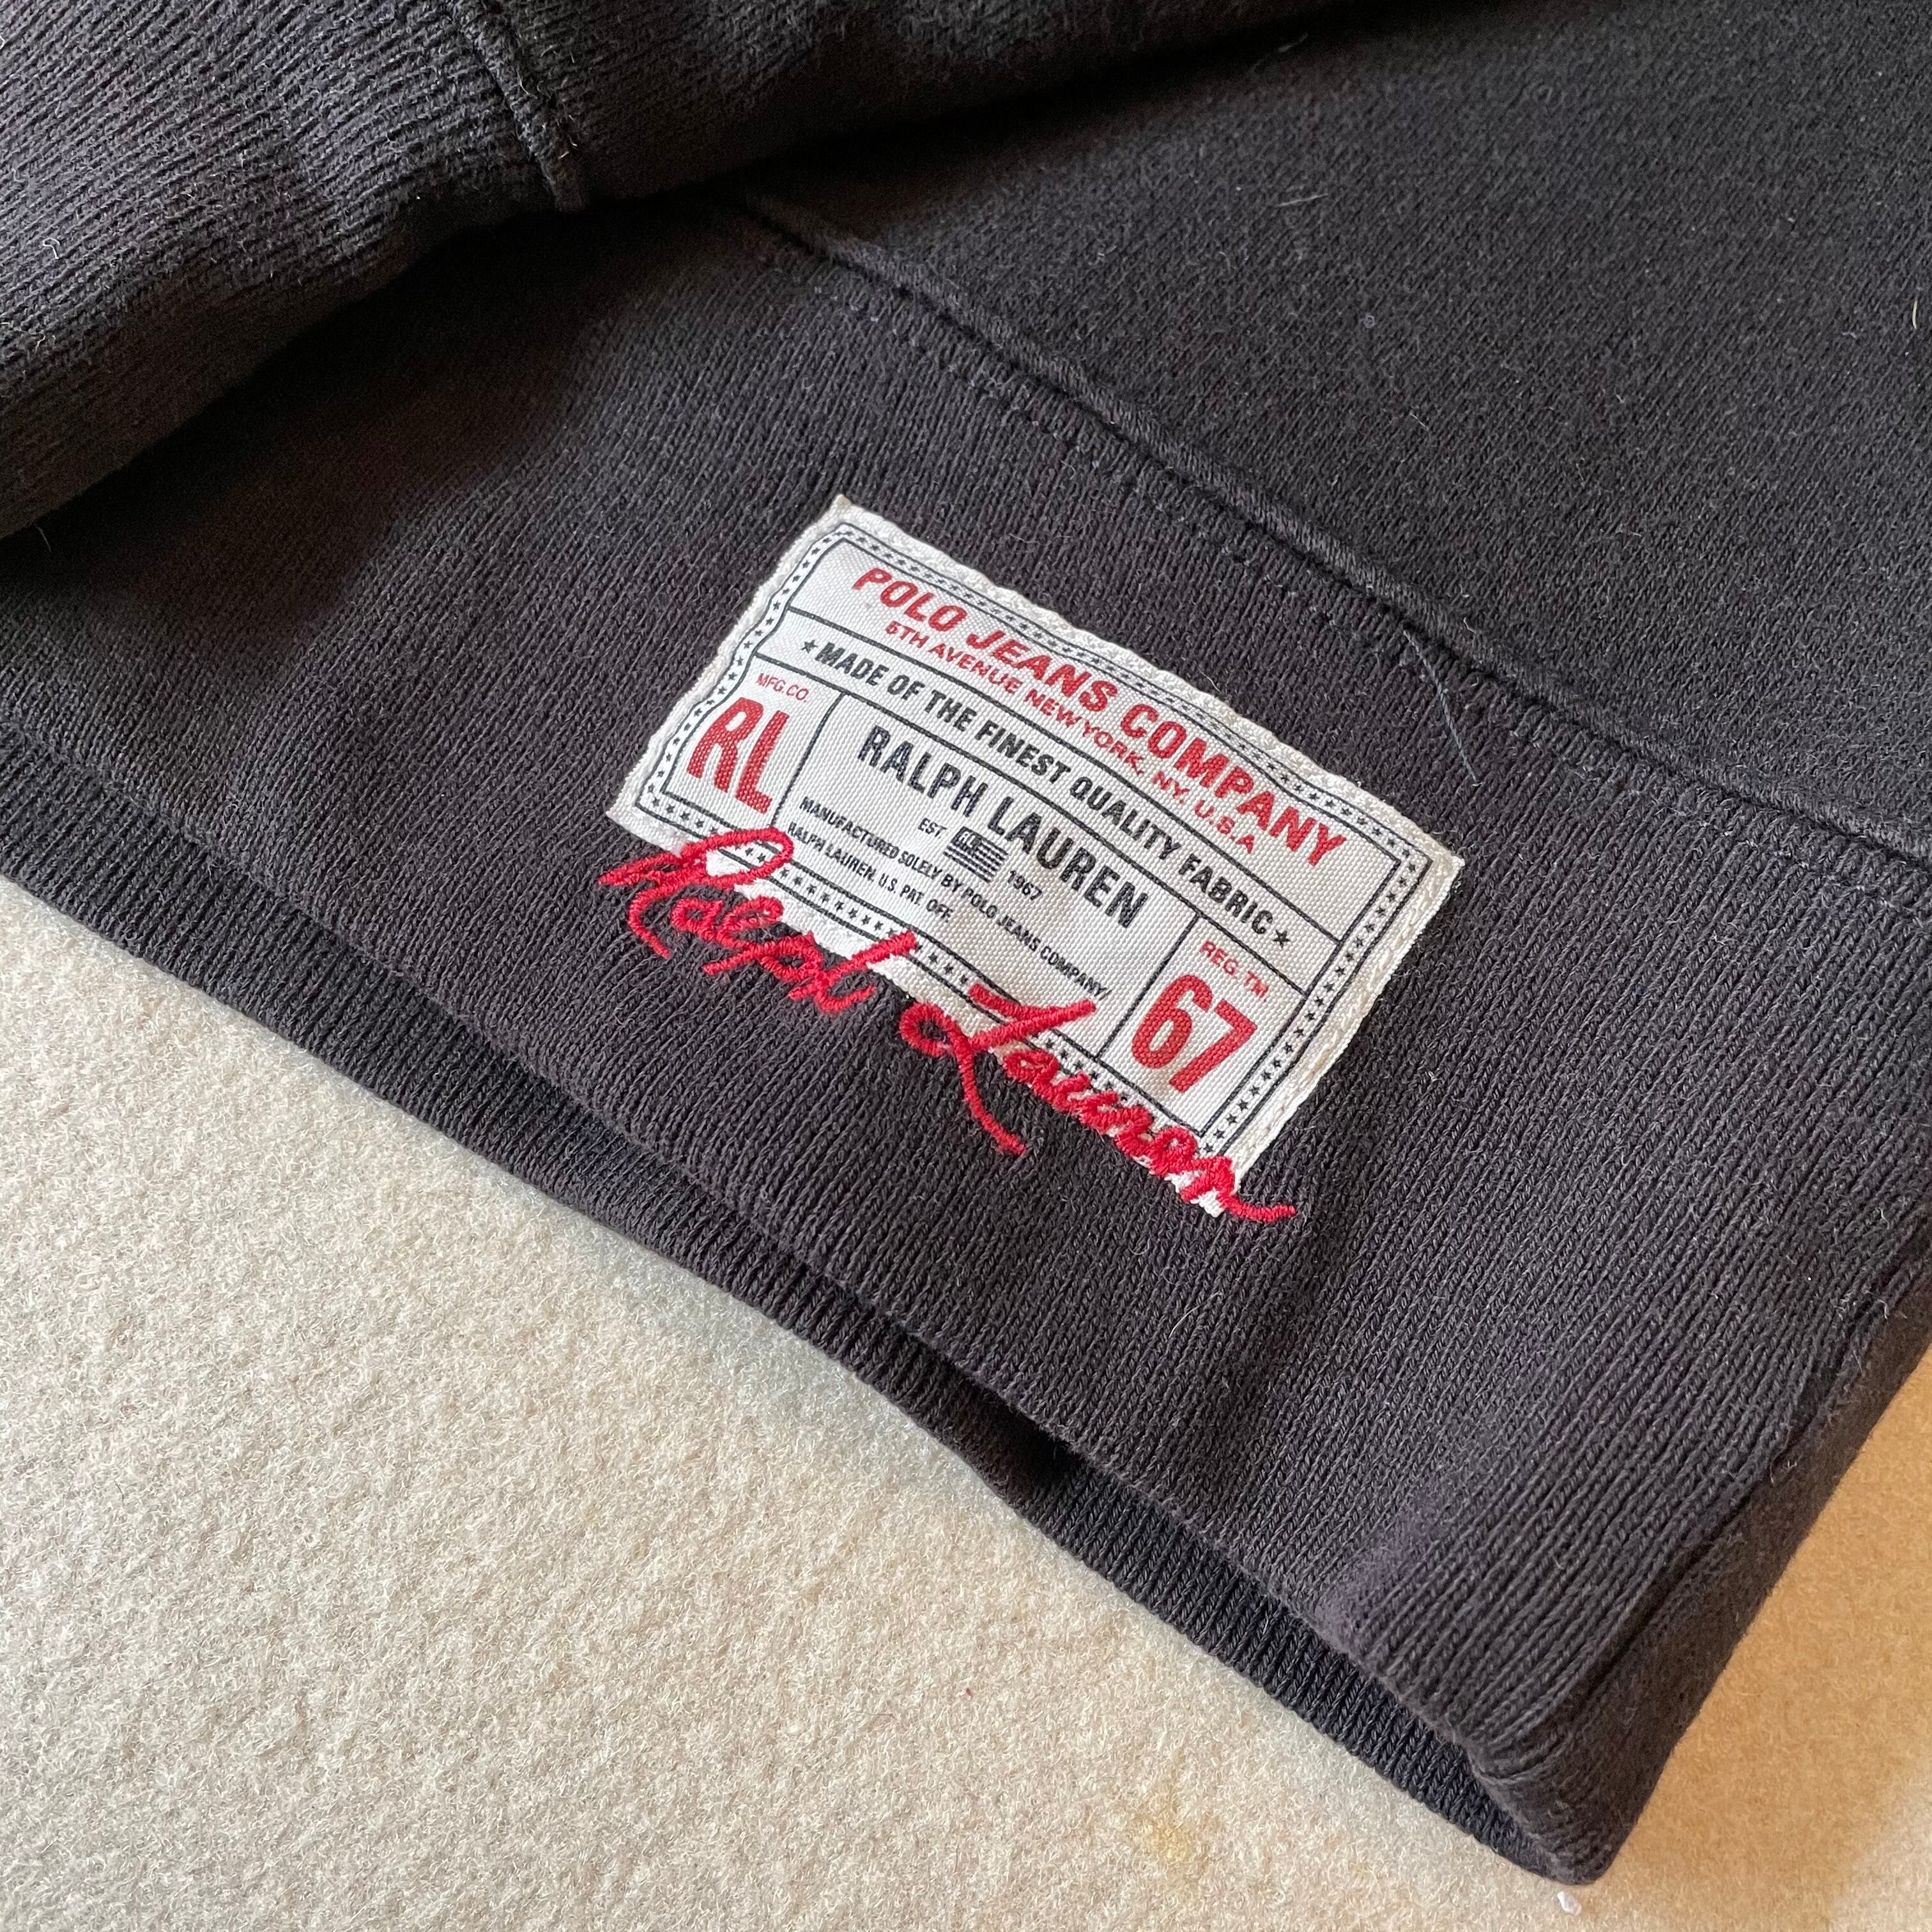 POLO JEANS COMPANY
5TH AVENUE NEW YORK, NY, U.S.A
★MADE OF THE FINEST QUALITY FABRIC★
MFG.CO.
RL
RALPH LAUREN
EST 1967
MANUFACTURED SOLELY BY POLO JEANS COMPANY
RALPH LAUREN. U.S. PAT. OFF.
REG. TM
67
Ralph Lauren